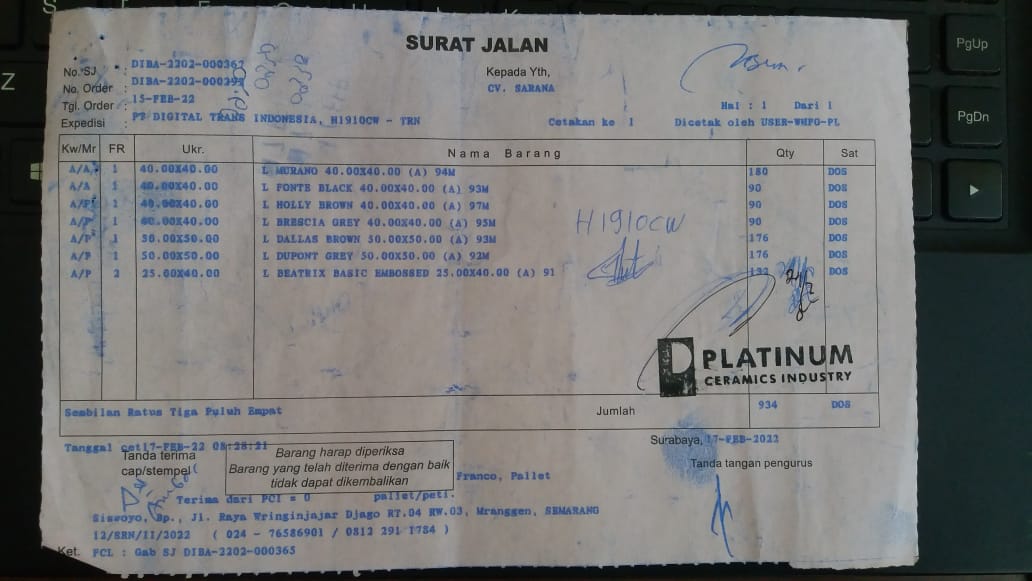 SURAT JALAN
No. SJ : DIBA-2202-000362
No. Order : DIBA-2202-000294
Tgl. Order : 15-FEB-22
Expedisi : PT DIGITAL TRANS INDONESIA, H1910CW - TRN
Kepada Yth,
CV. SARANA
Cetakan ke 1
Hal : 1 Dari 1
Dicetak oleh USER-WHFG-PL
Kw/Mr FR Ukr. Nama Barang Qty Sat
A/A 1 40.00X40.00 L MURANO 40.00X40.00 (A) 94M 180 DOS
A/A 1 40.00X40.00 L FONTE BLACK 40.00X40.00 (A) 93M 90 DOS
A/P 1 40.00X40.00 L HOLLY BROWN 40.00X40.00 (A) 97M 90 DOS
A/P 1 40.00X40.00 L BRESCIA GREY 40.00X40.00 (A) 95M 90 DOS
A/P 1 50.00X50.00 L DALLAS BROWN 50.00X50.00 (A) 93M 176 DOS
A/P 1 50.00X50.00 L DUPONT GREY 50.00X50.00 (A) 92M 176 DOS
A/P 2 25.00X40.00 L BEATRIX BASIC EMBOSSED 25.00X40.00 (A) 91 132 DOS
H1910CW
PLATINUM
CERAMICS INDUSTRY
Sembilan Ratus Tiga Puluh Empat Jumlah 934 DOS
Tanggal cet17-FEB-22 08:28:21
Surabaya, 17-FEB-2022
Tanda terima
cap/stempel
Barang harap diperiksa
Barang yang telah diterima dengan baik
tidak dapat dikembalikan
Tanda tangan pengurus
Franco, Pallet
Terima dari PCI = 0 pallet/peti.
Siswoyo, Bp., Jl. Raya Wringinjajar Djago RT.04 RW.03, Mranggen, SEMARANG
12/SRN/II/2022 ( 024 - 76586901 / 0812 291 1784 )
Ket. FCL : Gab SJ DIBA-2202-000365
PgUp
PgDn
Z